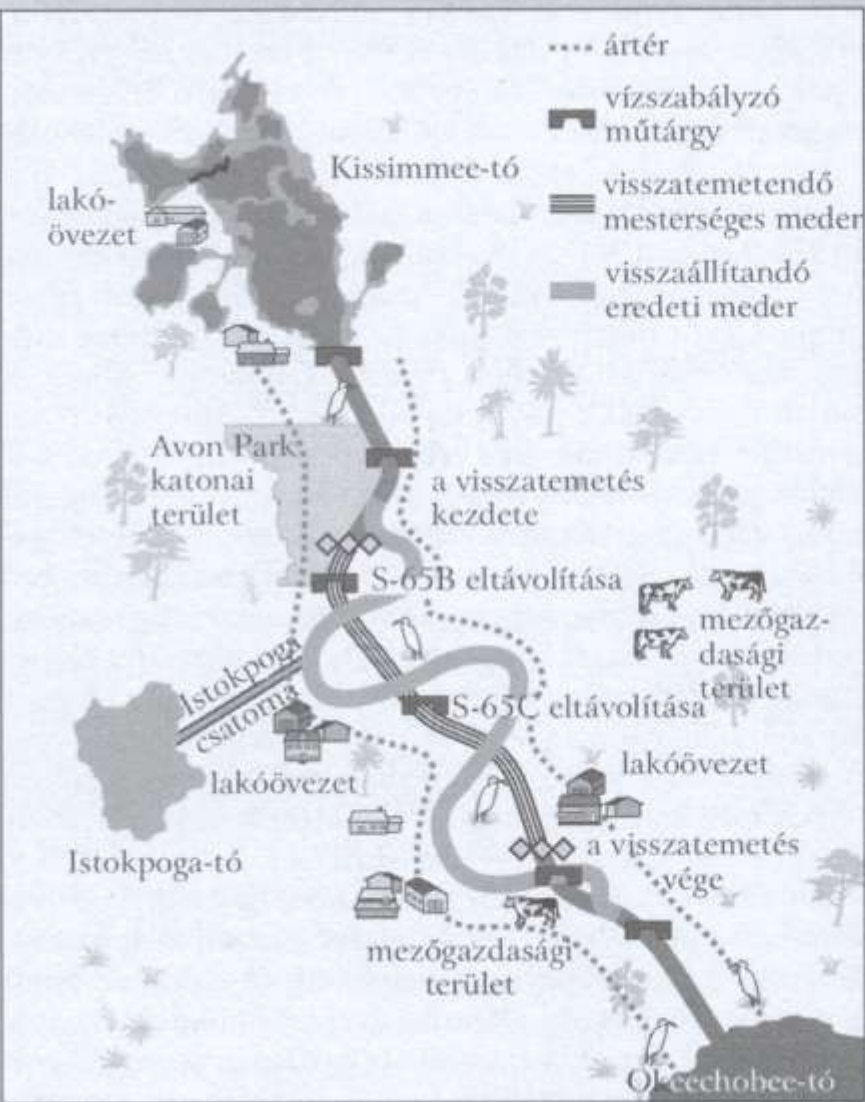 ártér
vízszabályzó
műtárgy
visszatemetendő
mesterséges meder
visszaállítandó
eredeti meder
Kissimmee-tó
lakó-
övezet
Avon Park
katonai
terület
a visszatemetés
kezdete
S-65B eltávolítása
mezőgaz-
dasági
terület
Istokpoga
csatorna
S-65C eltávolítása
lakóövezet
lakóövezet
Istokpoga-tó
a visszatemetés
vége
mezőgazdasági
terület
Okeechobee-tó